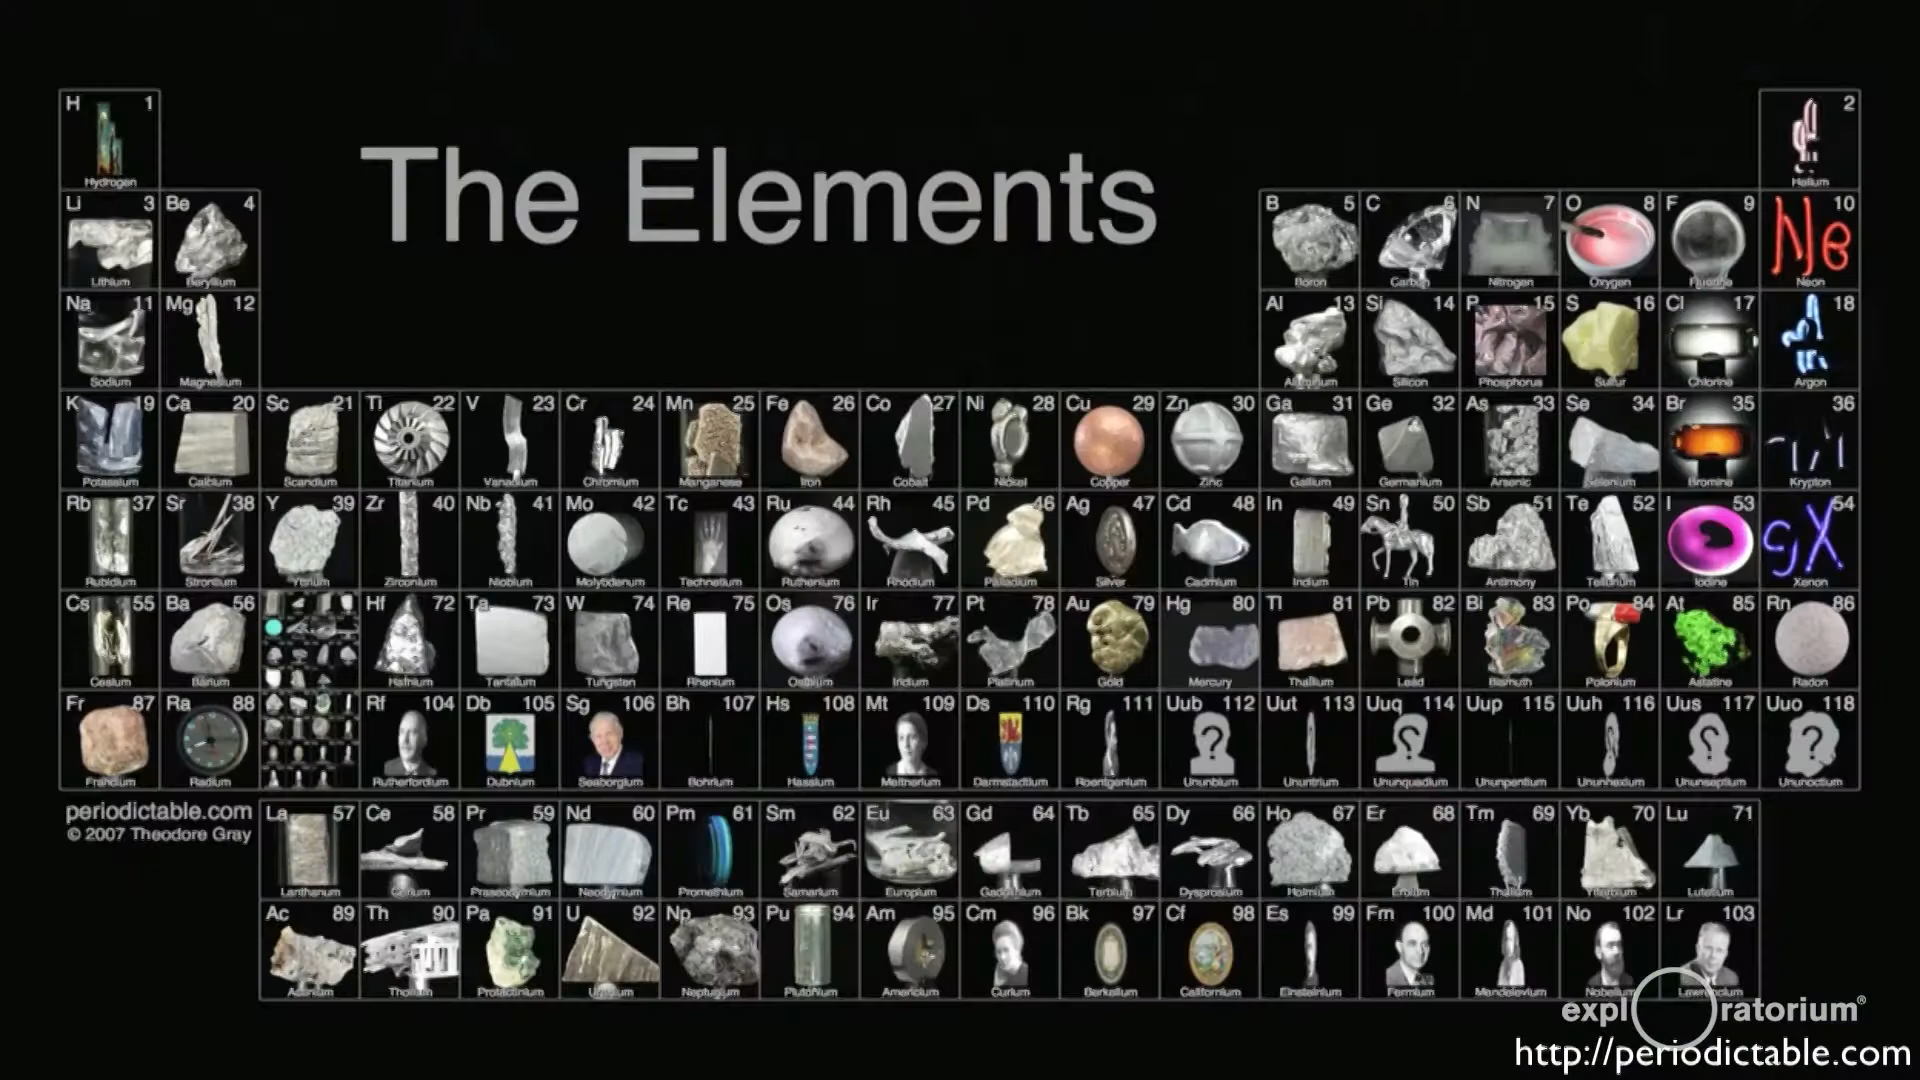 H 1 2
Hydrogen Helium
The Elements
Li 3 Be 4 B 5 C 6 N 7 O 8 F 9 10
Lithium Beryllium Boron Carbon Nitrogen Oxygen Fluorine Neon
Na 11 Mg 12 Al 13 Si 14 P 15 S 16 Cl 17 18
Sodium Magnesium Aluminum Silicon Phosphorus Sulfur Chlorine Argon
K 19 Ca 20 Sc 21 Ti 22 V 23 Cr 24 Mn 25 Fe 26 Co 27 Ni 28 Cu 29 Zn 30 Ga 31 Ge 32 As 33 Se 34 Br 35 36
Potassium Calcium Scandium Titanium Vanadium Chromium Manganese Iron Cobalt Nickel Copper Zinc Gallium Germanium Arsenic Selenium Bromine Krypton
Rb 37 Sr 38 Y 39 Zr 40 Nb 41 Mo 42 Tc 43 Ru 44 Rh 45 Pd 46 Ag 47 Cd 48 In 49 Sn 50 Sb 51 Te 52 I 53 54
Rubidium Strontium Yttrium Zirconium Niobium Molybdenum Technetium Ruthenium Rhodium Palladium Silver Cadmium Indium Tin Antimony Tellurium Iodine Xenon
Cs 55 Ba 56 Hf 72 Ta 73 W 74 Re 75 Os 76 Ir 77 Pt 78 Au 79 Hg 80 Tl 81 Pb 82 Bi 83 Po 84 At 85 Rn 86
Cesium Barium Hafnium Tantalum Tungsten Rhenium Osmium Iridium Platinum Gold Mercury Thallium Lead Bismuth Polonium Astatine Radon
Fr 87 Ra 88 Rf 104 Db 105 Sg 106 Bh 107 Hs 108 Mt 109 Ds 110 Rg 111 Uub 112 Uut 113 Uuq 114 Uup 115 Uuh 116 Uus 117 Uuo 118
Francium Radium Rutherfordium Dubnium Seaborgium Bohrium Hassium Meitnerium Darmstadtium Roentgenium Ununbium Ununtrium Ununquadium Ununpentium Ununhexium Ununseptium Ununoctium
periodictable.com
© 2007 Theodore Gray
La 57 Ce 58 Pr 59 Nd 60 Pm 61 Sm 62 Eu 63 Gd 64 Tb 65 Dy 66 Ho 67 Er 68 Tm 69 Yb 70 Lu 71
Lanthanum Cerium Praseodymium Neodymium Promethium Samarium Europium Gadolinium Terbium Dysprosium Holmium Erbium Thulium Ytterbium Lutetium
Ac 89 Th 90 Pa 91 U 92 Np 93 Pu 94 Am 95 Cm 96 Bk 97 Cf 98 Es 99 Fm 100 Md 101 No 102 Lr 103
Actinium Thorium Protactinium Uranium Neptunium Plutonium Americium Curium Berkelium Californium Einsteinium Fermium Mendelevium Nobelium Lawrencium
exploratorium®
http://periodictable.com